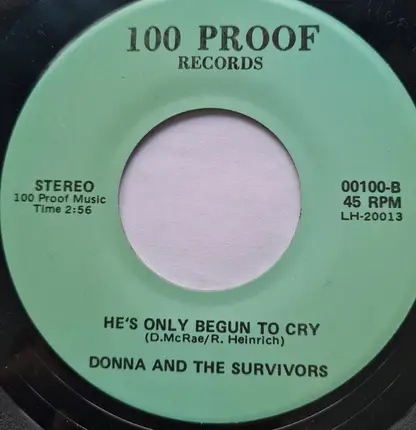 100 PROOF
RECORDS
STEREO
100 Proof Music
Time 2:56
00100-B
45 RPM
LH-20013
HE'S ONLY BEGUN TO CRY
(D.McRae/R. Heinrich)
DONNA AND THE SURVIVORS